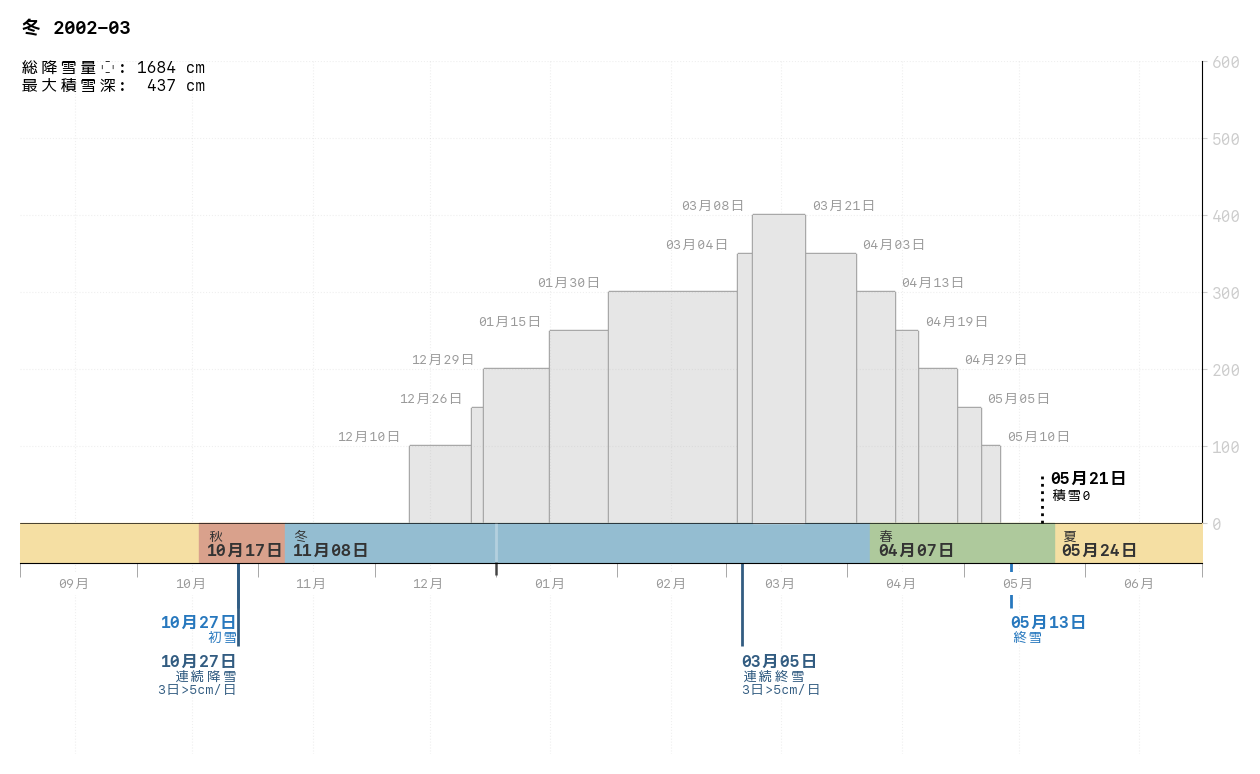 冬 2002–03
総降雪量◌: 1684 cm
最大積雪深: 437 cm
600
500
400
300
200
100
0
03月08日
03月21日
03月04日
04月03日
01月30日
04月13日
01月15日
04月19日
12月29日
04月29日
12月26日
05月05日
12月10日
05月10日
05月21日
積雪0
秋
10月17日
冬
11月08日
春
04月07日
夏
05月24日
09月
10月
11月
12月
01月
02月
03月
04月
05月
06月
10月27日
初雪
10月27日
連続降雪
3日>5cm/日
03月05日
連続終雪
3日>5cm/日
05月13日
終雪